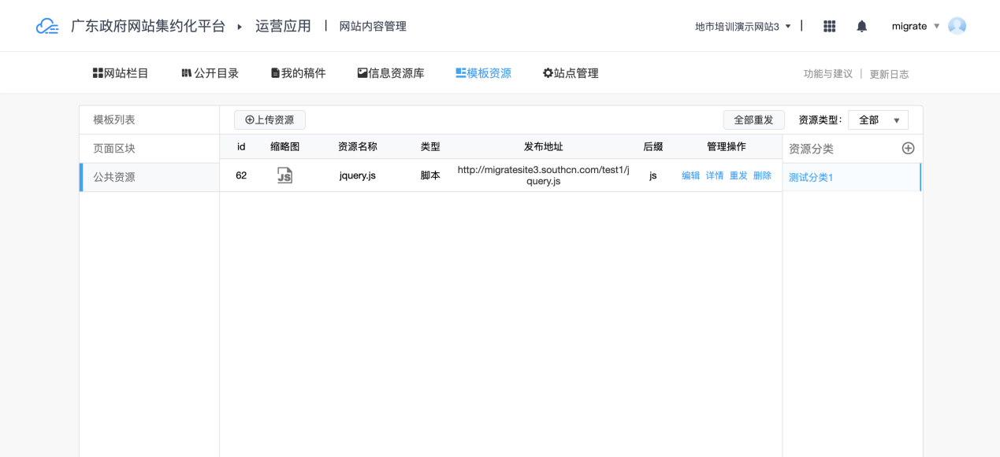 广东政府网站集约化平台 运营应用 网站内容管理 地市培训演示网站3 migrate
网站栏目 公开目录 我的稿件 信息资源库 模板资源 站点管理 功能与建议 更新日志
模板列表 上传资源 全部重发 资源类型: 全部
页面区块 id 缩略图 资源名称 类型 发布地址 后缀 管理操作 资源分类
公共资源 62 JS jquery.js 脚本 http://migratesite3.southcn.com/test1/j js 编辑 详情 重发 删除 测试分类1
query.js